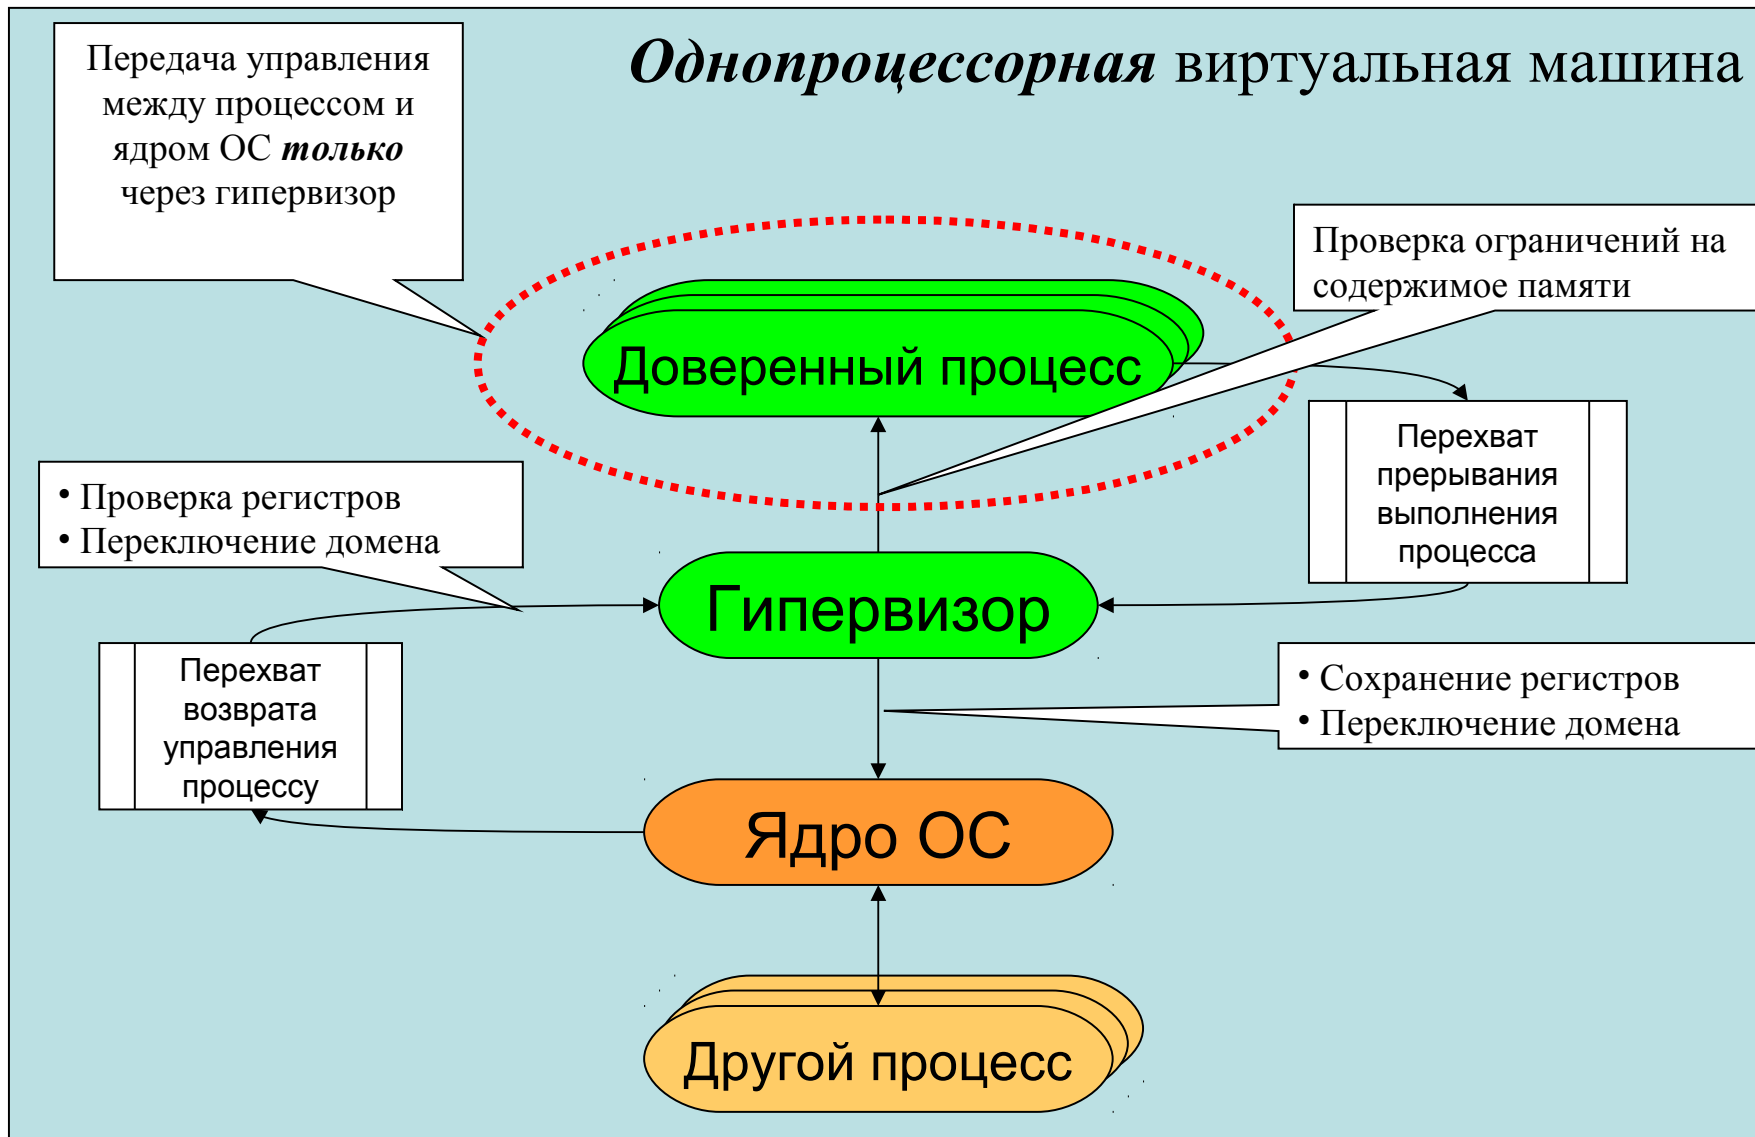 Однопроцессорная виртуальная машина
Передача управления
между процессом и
ядром ОС только
через гипервизор
Проверка ограничений на
содержимое памяти
Доверенный процесс
Перехват
прерывания
выполнения
процесса
• Проверка регистров
• Переключение домена
Гипервизор
Перехват
возврата
управления
процессу
• Сохранение регистров
• Переключение домена
Ядро ОС
Другой процесс